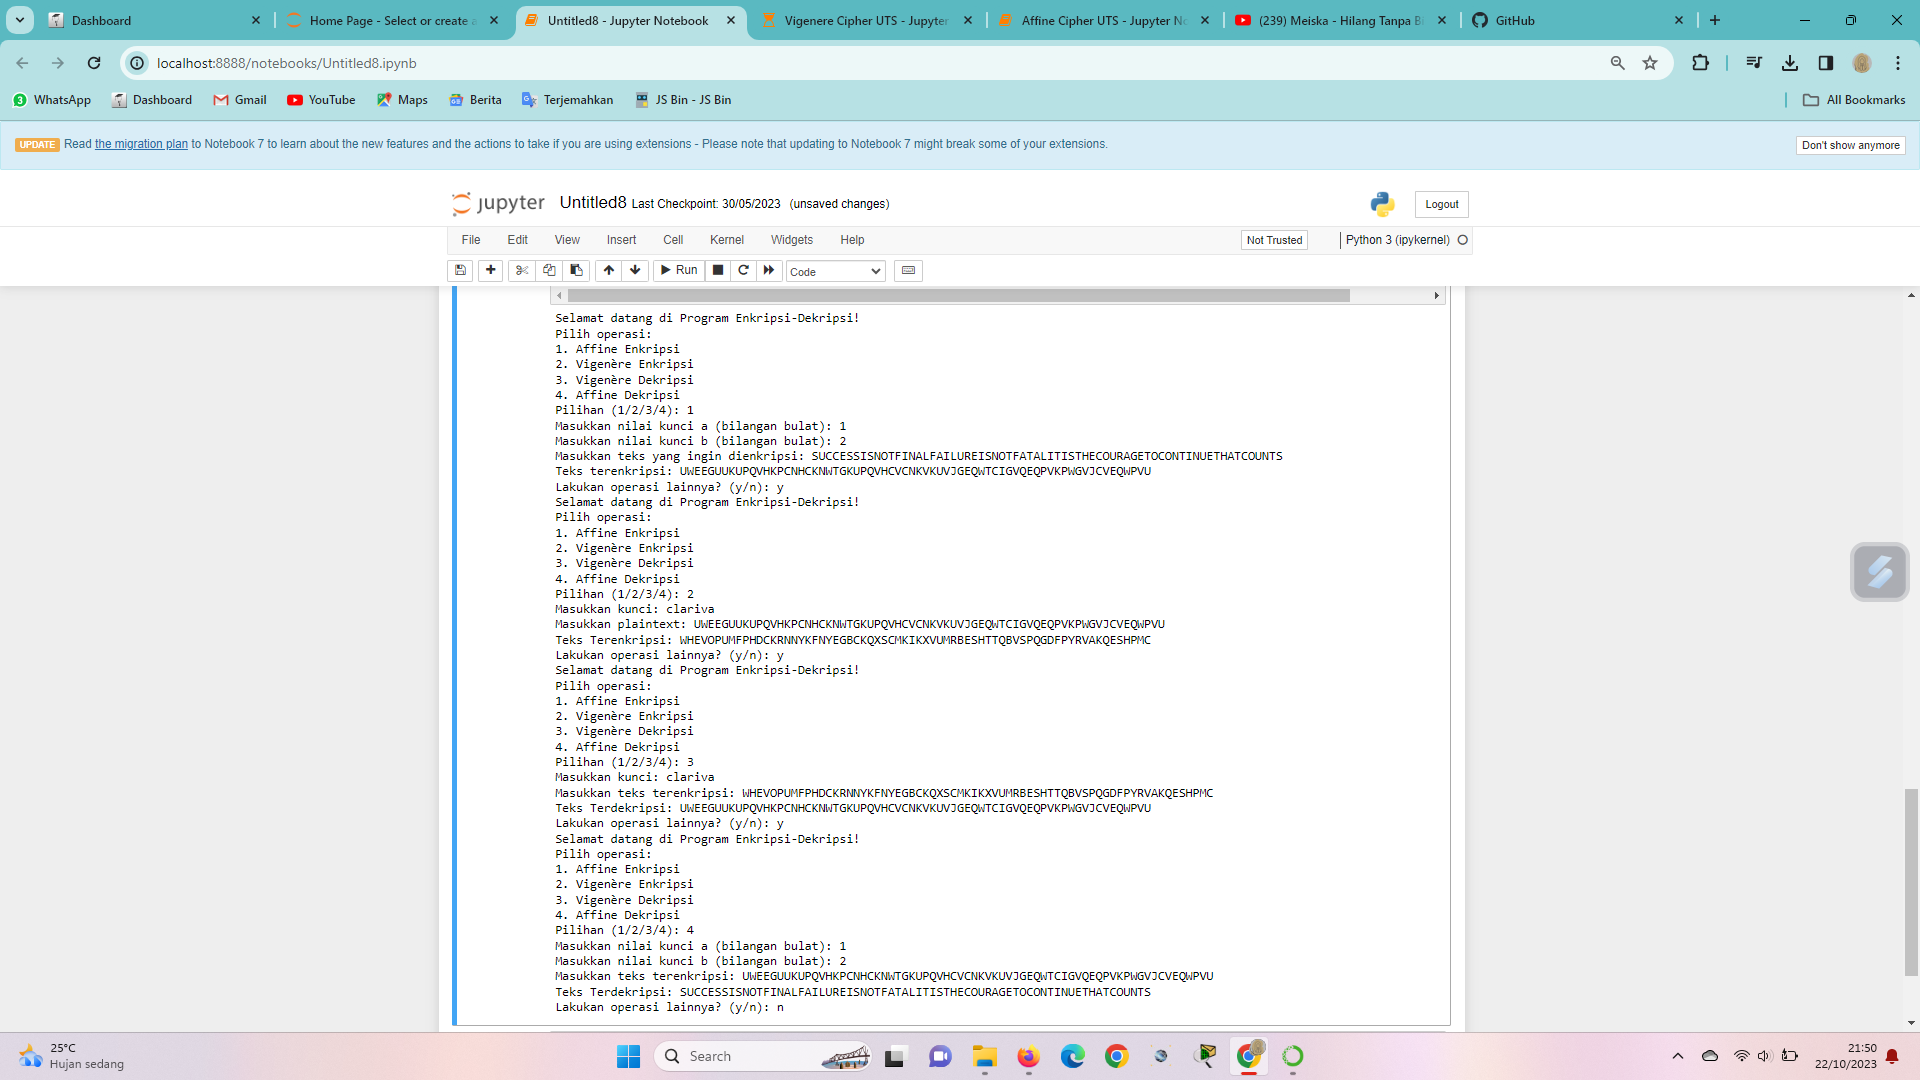 Dashboard
Home Page - Select or create a
Untitled8 - Jupyter Notebook
Vigenere Cipher UTS - Jupyter
Affine Cipher UTS - Jupyter No
(239) Meiska - Hilang Tanpa Bi
GitHub
localhost:8888/notebooks/Untitled8.ipynb
WhatsApp
Dashboard
Gmail
YouTube
Maps
Berita
Terjemahkan
JS Bin - JS Bin
All Bookmarks
UPDATE Read the migration plan to Notebook 7 to learn about the new features and the actions to take if you are using extensions - Please note that updating to Notebook 7 might break some of your extensions.
Don't show anymore
jupyter Untitled8 Last Checkpoint: 30/05/2023 (unsaved changes)
Logout
File Edit View Insert Cell Kernel Widgets Help
Not Trusted
Python 3 (ipykernel)
Run
Code
Selamat datang di Program Enkripsi-Dekripsi!
Pilih operasi:
1. Affine Enkripsi
2. Vigenère Enkripsi
3. Vigenère Dekripsi
4. Affine Dekripsi
Pilihan (1/2/3/4): 1
Masukkan nilai kunci a (bilangan bulat): 1
Masukkan nilai kunci b (bilangan bulat): 2
Masukkan teks yang ingin dienkripsi: SUCCESSISNOTFINALFAILUREISNOTFATALITISTHECOURAGETOCONTINUETHATCOUNTS
Teks terenkripsi: UWEEGUUKUPQVHKPCNHCKNWTGKUPQVHCVCNKVKUVJGEQWTCIGVQEQPVKPWGVJCVEQWPVU
Lakukan operasi lainnya? (y/n): y
Selamat datang di Program Enkripsi-Dekripsi!
Pilih operasi:
1. Affine Enkripsi
2. Vigenère Enkripsi
3. Vigenère Dekripsi
4. Affine Dekripsi
Pilihan (1/2/3/4): 2
Masukkan kunci: clariva
Masukkan plaintext: UWEEGUUKUPQVHKPCNHCKNWTGKUPQVHCVCNKVKUVJGEQWTCIGVQEQPVKPWGVJCVEQWPVU
Teks Terenkripsi: WHEVOPUMFPHDCKRNNYKFNYEGBCKQXSCMKIKXVUMRBESHTTQBVSPQGDFPYRVAKQESHPMC
Lakukan operasi lainnya? (y/n): y
Selamat datang di Program Enkripsi-Dekripsi!
Pilih operasi:
1. Affine Enkripsi
2. Vigenère Enkripsi
3. Vigenère Dekripsi
4. Affine Dekripsi
Pilihan (1/2/3/4): 3
Masukkan kunci: clariva
Masukkan teks terenkripsi: WHEVOPUMFPHDCKRNNYKFNYEGBCKQXSCMKIKXVUMRBESHTTQBVSPQGDFPYRVAKQESHPMC
Teks Terdekripsi: UWEEGUUKUPQVHKPCNHCKNWTGKUPQVHCVCNKVKUVJGEQWTCIGVQEQPVKPWGVJCVEQWPVU
Lakukan operasi lainnya? (y/n): y
Selamat datang di Program Enkripsi-Dekripsi!
Pilih operasi:
1. Affine Enkripsi
2. Vigenère Enkripsi
3. Vigenère Dekripsi
4. Affine Dekripsi
Pilihan (1/2/3/4): 4
Masukkan nilai kunci a (bilangan bulat): 1
Masukkan nilai kunci b (bilangan bulat): 2
Masukkan teks terenkripsi: UWEEGUUKUPQVHKPCNHCKNWTGKUPQVHCVCNKVKUVJGEQWTCIGVQEQPVKPWGVJCVEQWPVU
Teks Terdekripsi: SUCCESSISNOTFINALFAILUREISNOTFATALITISTHECOURAGETOCONTINUETHATCOUNTS
Lakukan operasi lainnya? (y/n): n
25°C
Hujan sedang
Search
21:50
22/10/2023